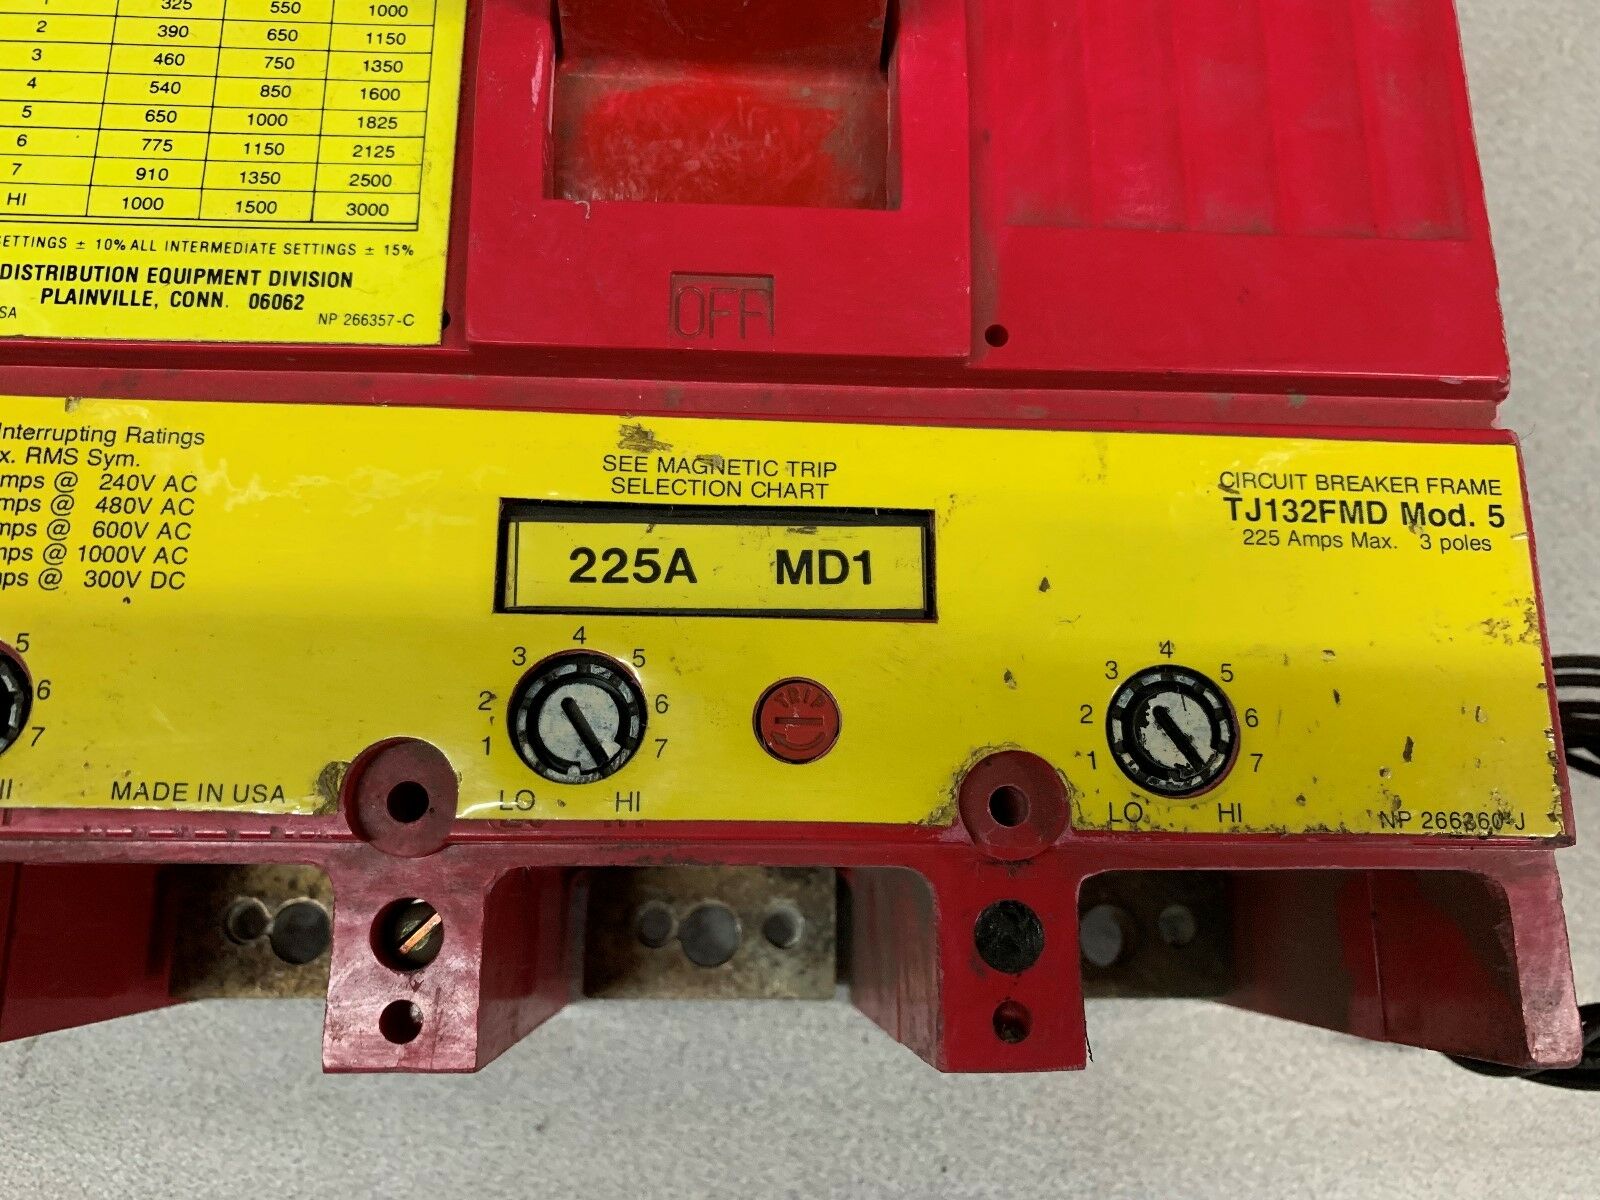 1 325 550 1000
2 390 650 1150
3 460 750 1350
4 540 850 1600
5 650 1000 1825
6 775 1150 2125
7 910 1350 2500
HI 1000 1500 3000
SETTINGS ± 10% ALL INTERMEDIATE SETTINGS ± 15%
DISTRIBUTION EQUIPMENT DIVISION
PLAINVILLE, CONN. 06062
NP 266357-C
OFF
Interrupting Ratings
RMS Sym.
@ 240V AC
@ 480V AC
@ 600V AC
@ 1000V AC
@ 300V DC
SEE MAGNETIC TRIP
SELECTION CHART
225A MD1
CIRCUIT BREAKER FRAME
TJ132FMD Mod. 5
225 Amps Max. 3 poles
5
6
7
MADE IN USA
4
3 5
2 6
1 7
LO HI
TRIP
4
3 5
2 6
1 7
LO HI
NP 266360-J